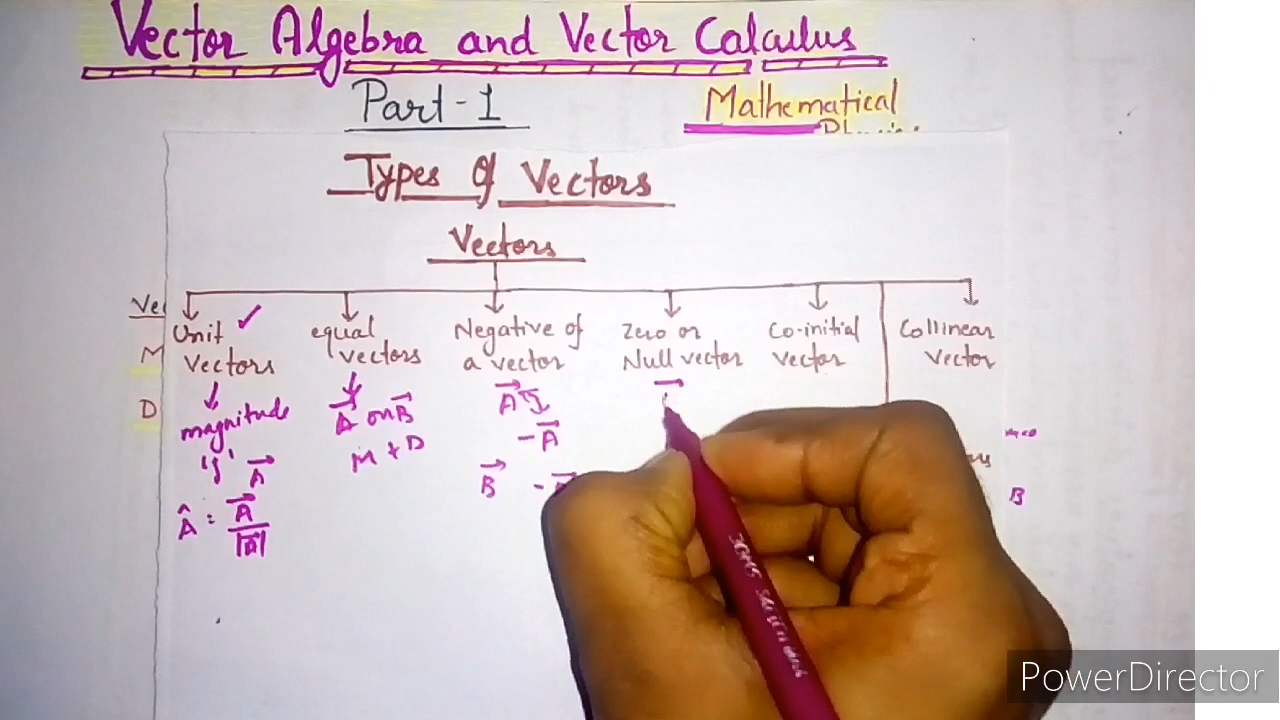 Vector Algebra and Vector Calculus
Part-1
Mathematical
Types of Vectors
Vectors
Unit
Vectors
magnitude
'1' A
Â = A
|A|
equal
vectors
A or B
M + D
Negative of
a vector
A
-A
B -
Zero or
Null vector
Co-initial
vector
Collinear
Vector
Ve
M
D
B
PowerDirector